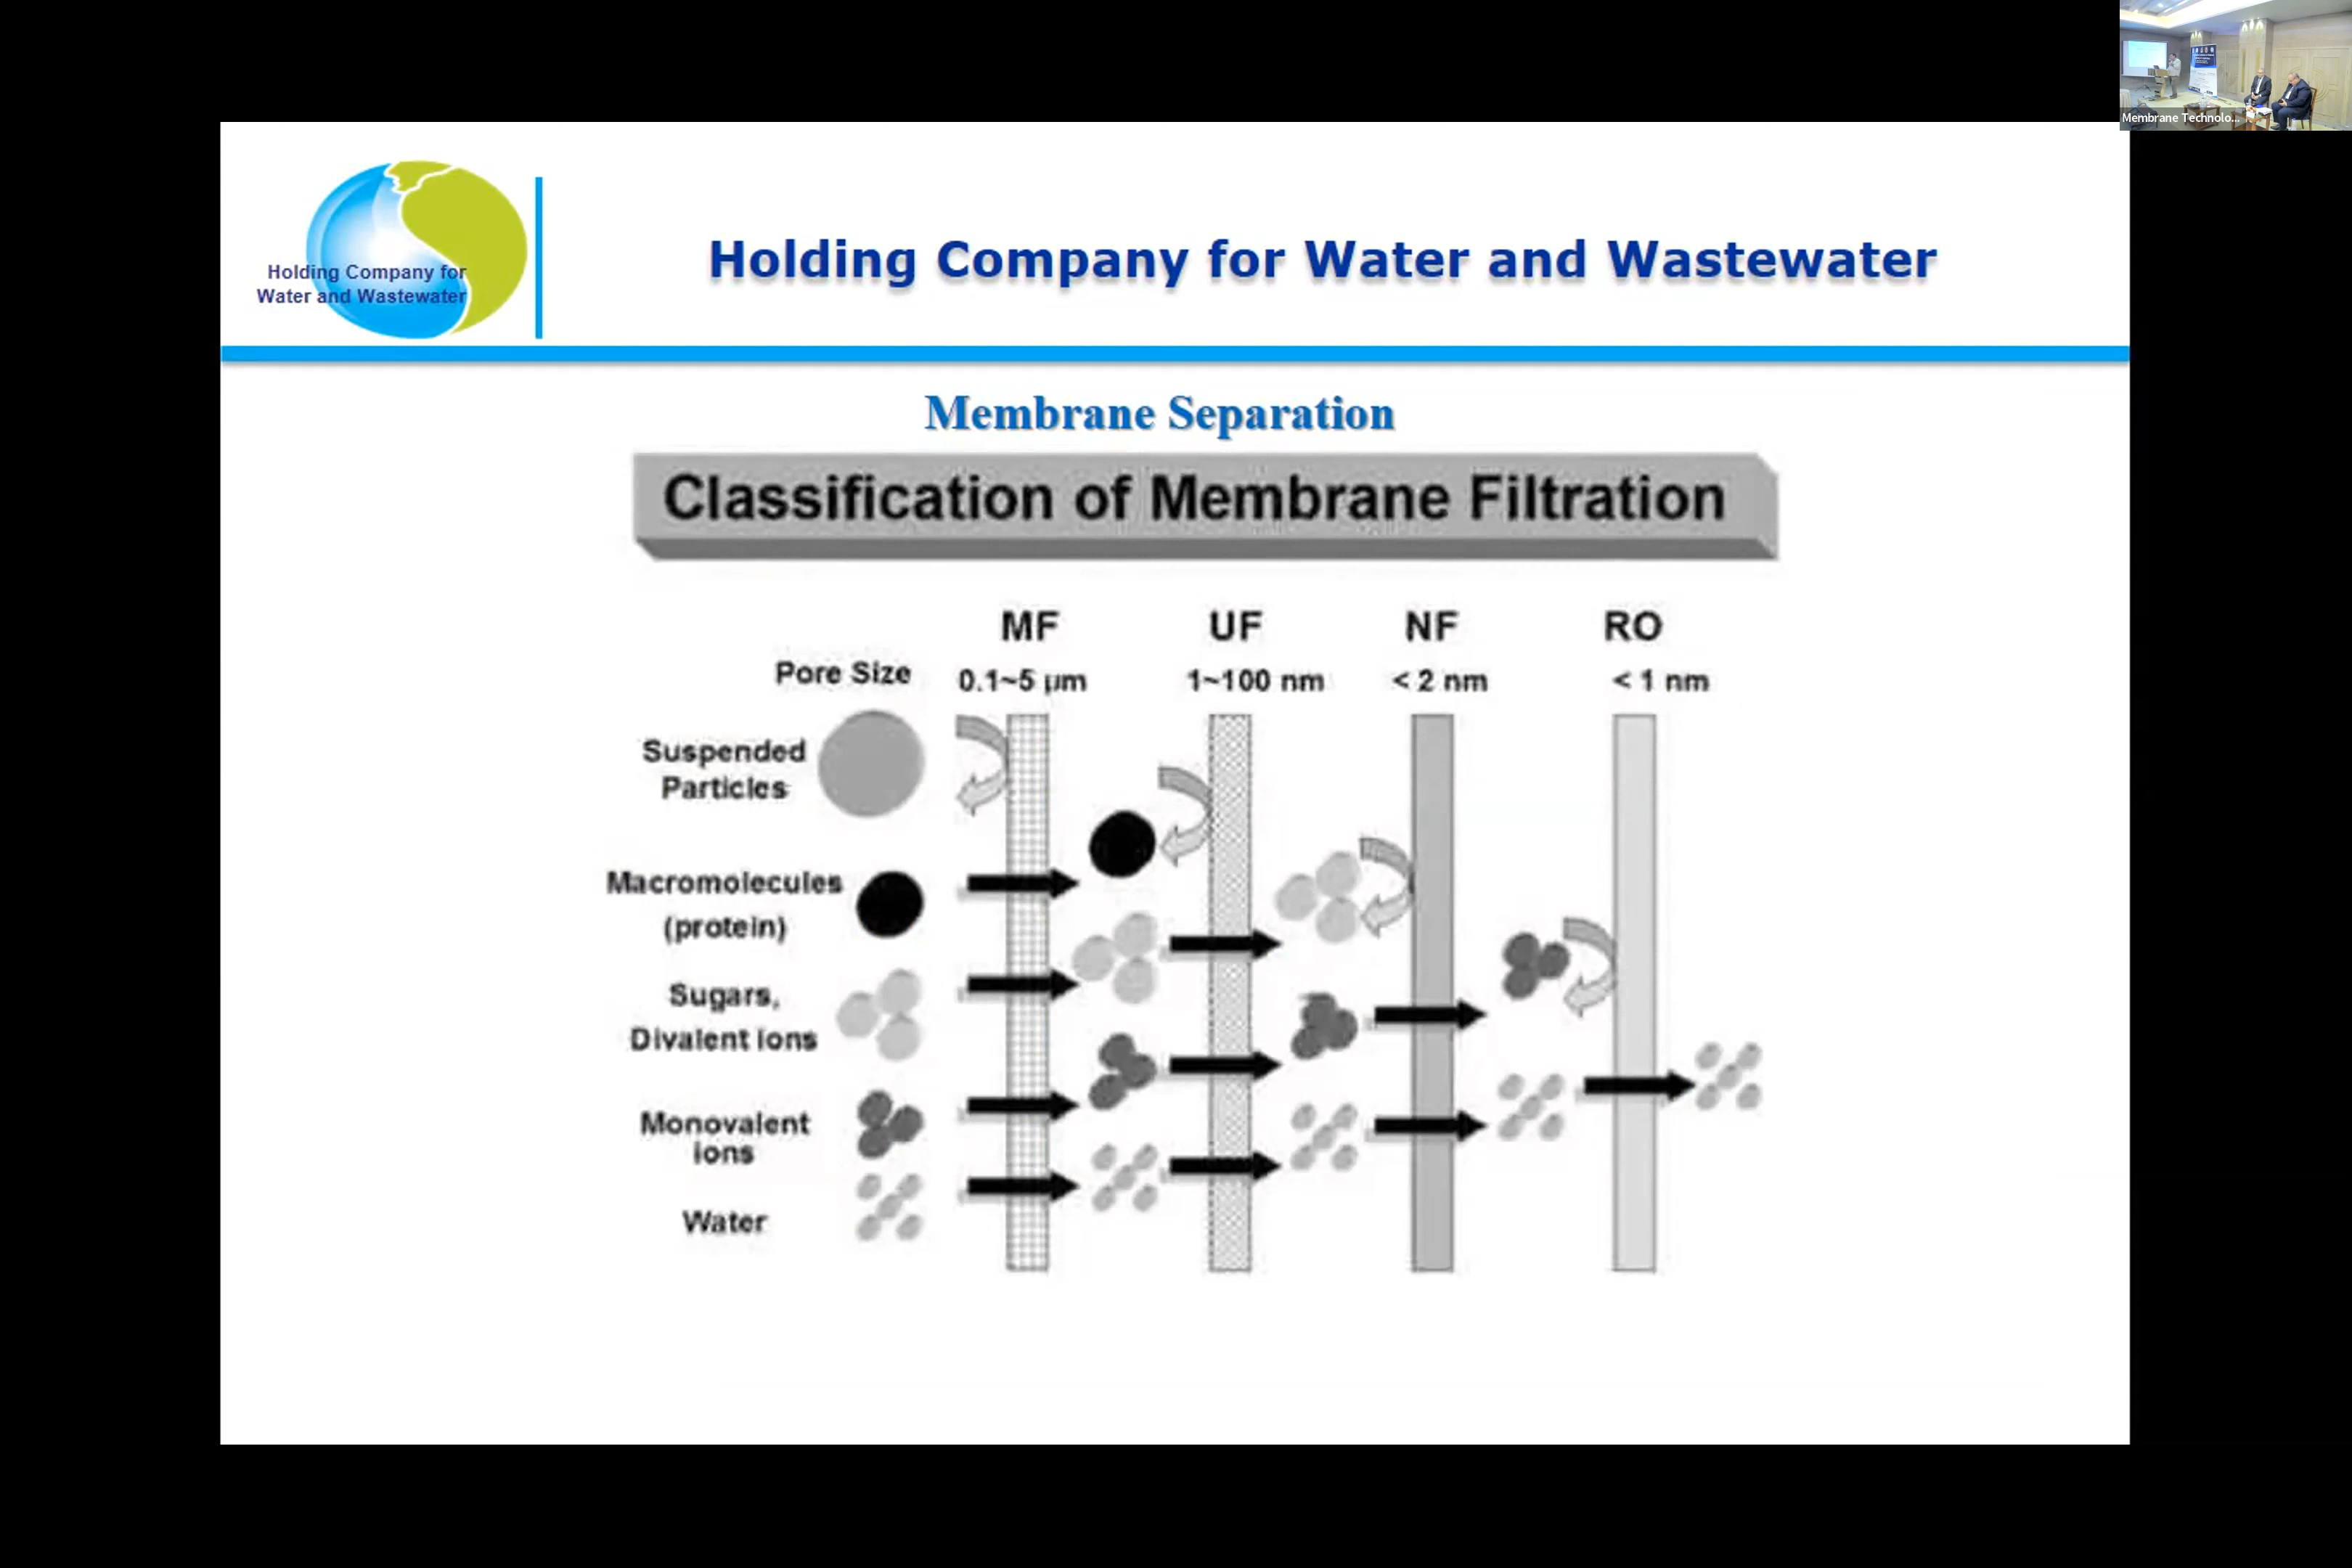 Membrane Technolo...
Holding Company for
Water and Wastewater
Holding Company for Water and Wastewater
Membrane Separation
Classification of Membrane Filtration
MF UF NF RO
Pore Size 0.1~5 µm 1~100 nm < 2 nm < 1 nm
Suspended
Particles
Macromolecules
(protein)
Sugars,
Divalent ions
Monovalent
ions
Water